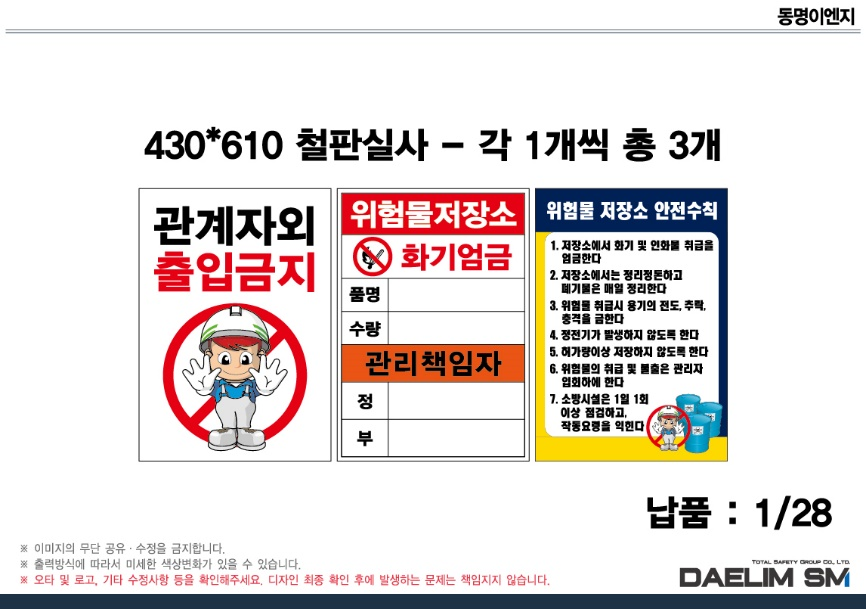 동명이엔지
430*610 철판실사 - 각 1개씩 총 3개
관계자외
출입금지
위험물저장소
화기엄금
품명
수량
관리책임자
정
부
위험물 저장소 안전수칙
1. 저장소에서 화기 및 인화물 취급을
엄금한다
2. 저장소에서는 정리정돈하고
폐기물은 매일 정리한다
3. 위험물 취급시 용기의 전도, 추락,
충격을 금한다
4. 정전기가 발생하지 않도록 한다
5. 허가량이상 저장하지 않도록 한다
6. 위험물의 취급 및 불출은 관리자
입회하에 한다
7. 소방시설은 1일 1회
이상 점검하고,
작동요령을 익힌다
납품 : 1/28
※ 이미지의 무단 공유 · 수정을 금지합니다.
※ 출력방식에 따라서 미세한 색상변화가 있을 수 있습니다.
※ 오타 및 로고, 기타 수정사항 등을 확인해주세요. 디자인 최종 확인 후에 발생하는 문제는 책임지지 않습니다.
TOTAL SAFETY GROUP CO., LTD.
DAELIM SM